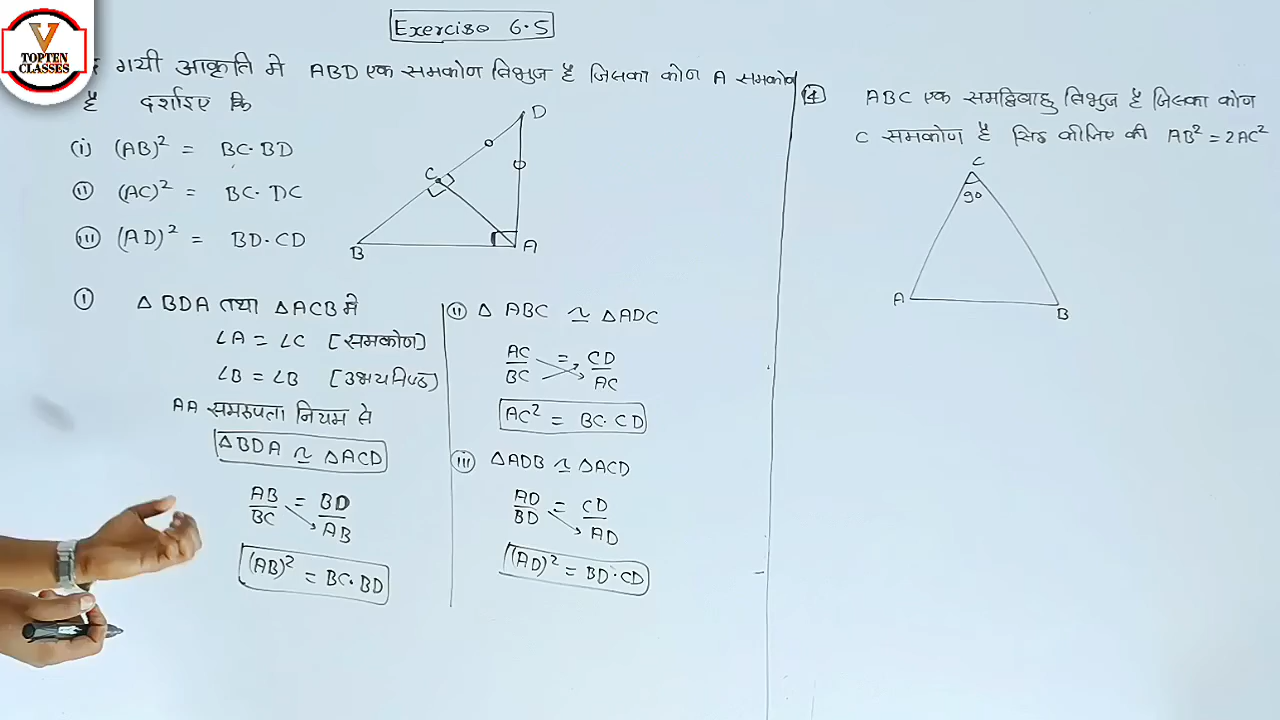 V
TOPTEN
CLASSES
Exercise 6.5
गयी आकृति मे ABD एक समकोण त्रिभुज है जिसका कोण A समकोण
है दर्शाइए कि
(i) (AB)² = BC·BD
(ii) (AC)² = BC·DC
(iii) (AD)² = BD·CD
D
C
B
A
(i) △BDA तथा △ACB मे
∠A = ∠C [समकोण]
∠B = ∠B [उभयनिष्ठ]
AA समरुपता नियम से
△BDA ≃ △ACD
AB/BC = BD/AB
(AB)² = BC·BD
(ii) △ABC ≃ △ADC
AC/BC = CD/AC
AC² = BC·CD
(iii) △ADB ≃ △ACD
AD/BD = CD/AD
(AD)² = BD·CD
4 ABC एक समद्विबाहु त्रिभुज है जिसका कोण
C समकोण है सिद्ध कीजिए की AB² = 2AC²
C
90
A
B